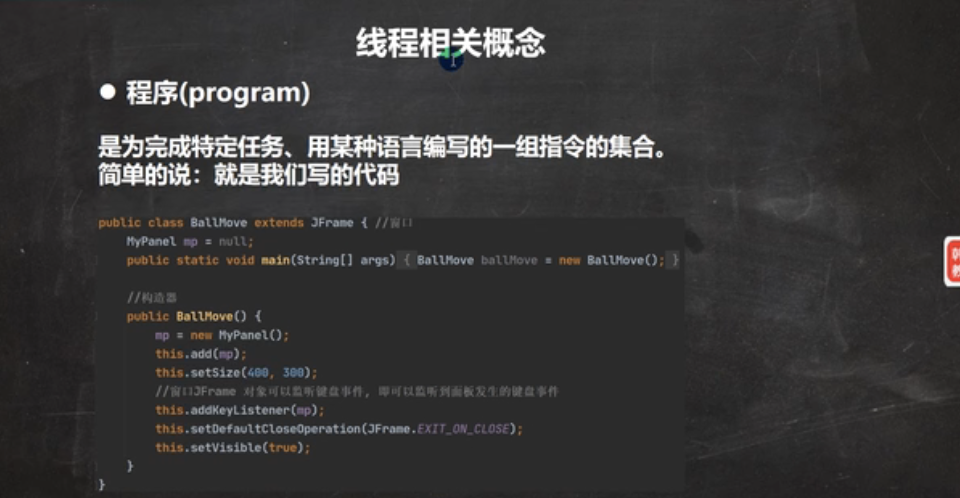 线程相关概念
● 程序(program)
是为完成特定任务、用某种语言编写的一组指令的集合。
简单的说：就是我们写的代码
public class BallMove extends JFrame { //窗口
MyPanel mp = null;
public static void main(String[] args) { BallMove ballMove = new BallMove(); }
//构造器
public BallMove() {
mp = new MyPanel();
this.add(mp);
this.setSize(400, 300);
//窗口JFrame 对象可以监听键盘事件, 即可以监听到面板发生的键盘事件
this.addKeyListener(mp);
this.setDefaultCloseOperation(JFrame.EXIT_ON_CLOSE);
this.setVisible(true);
}
}